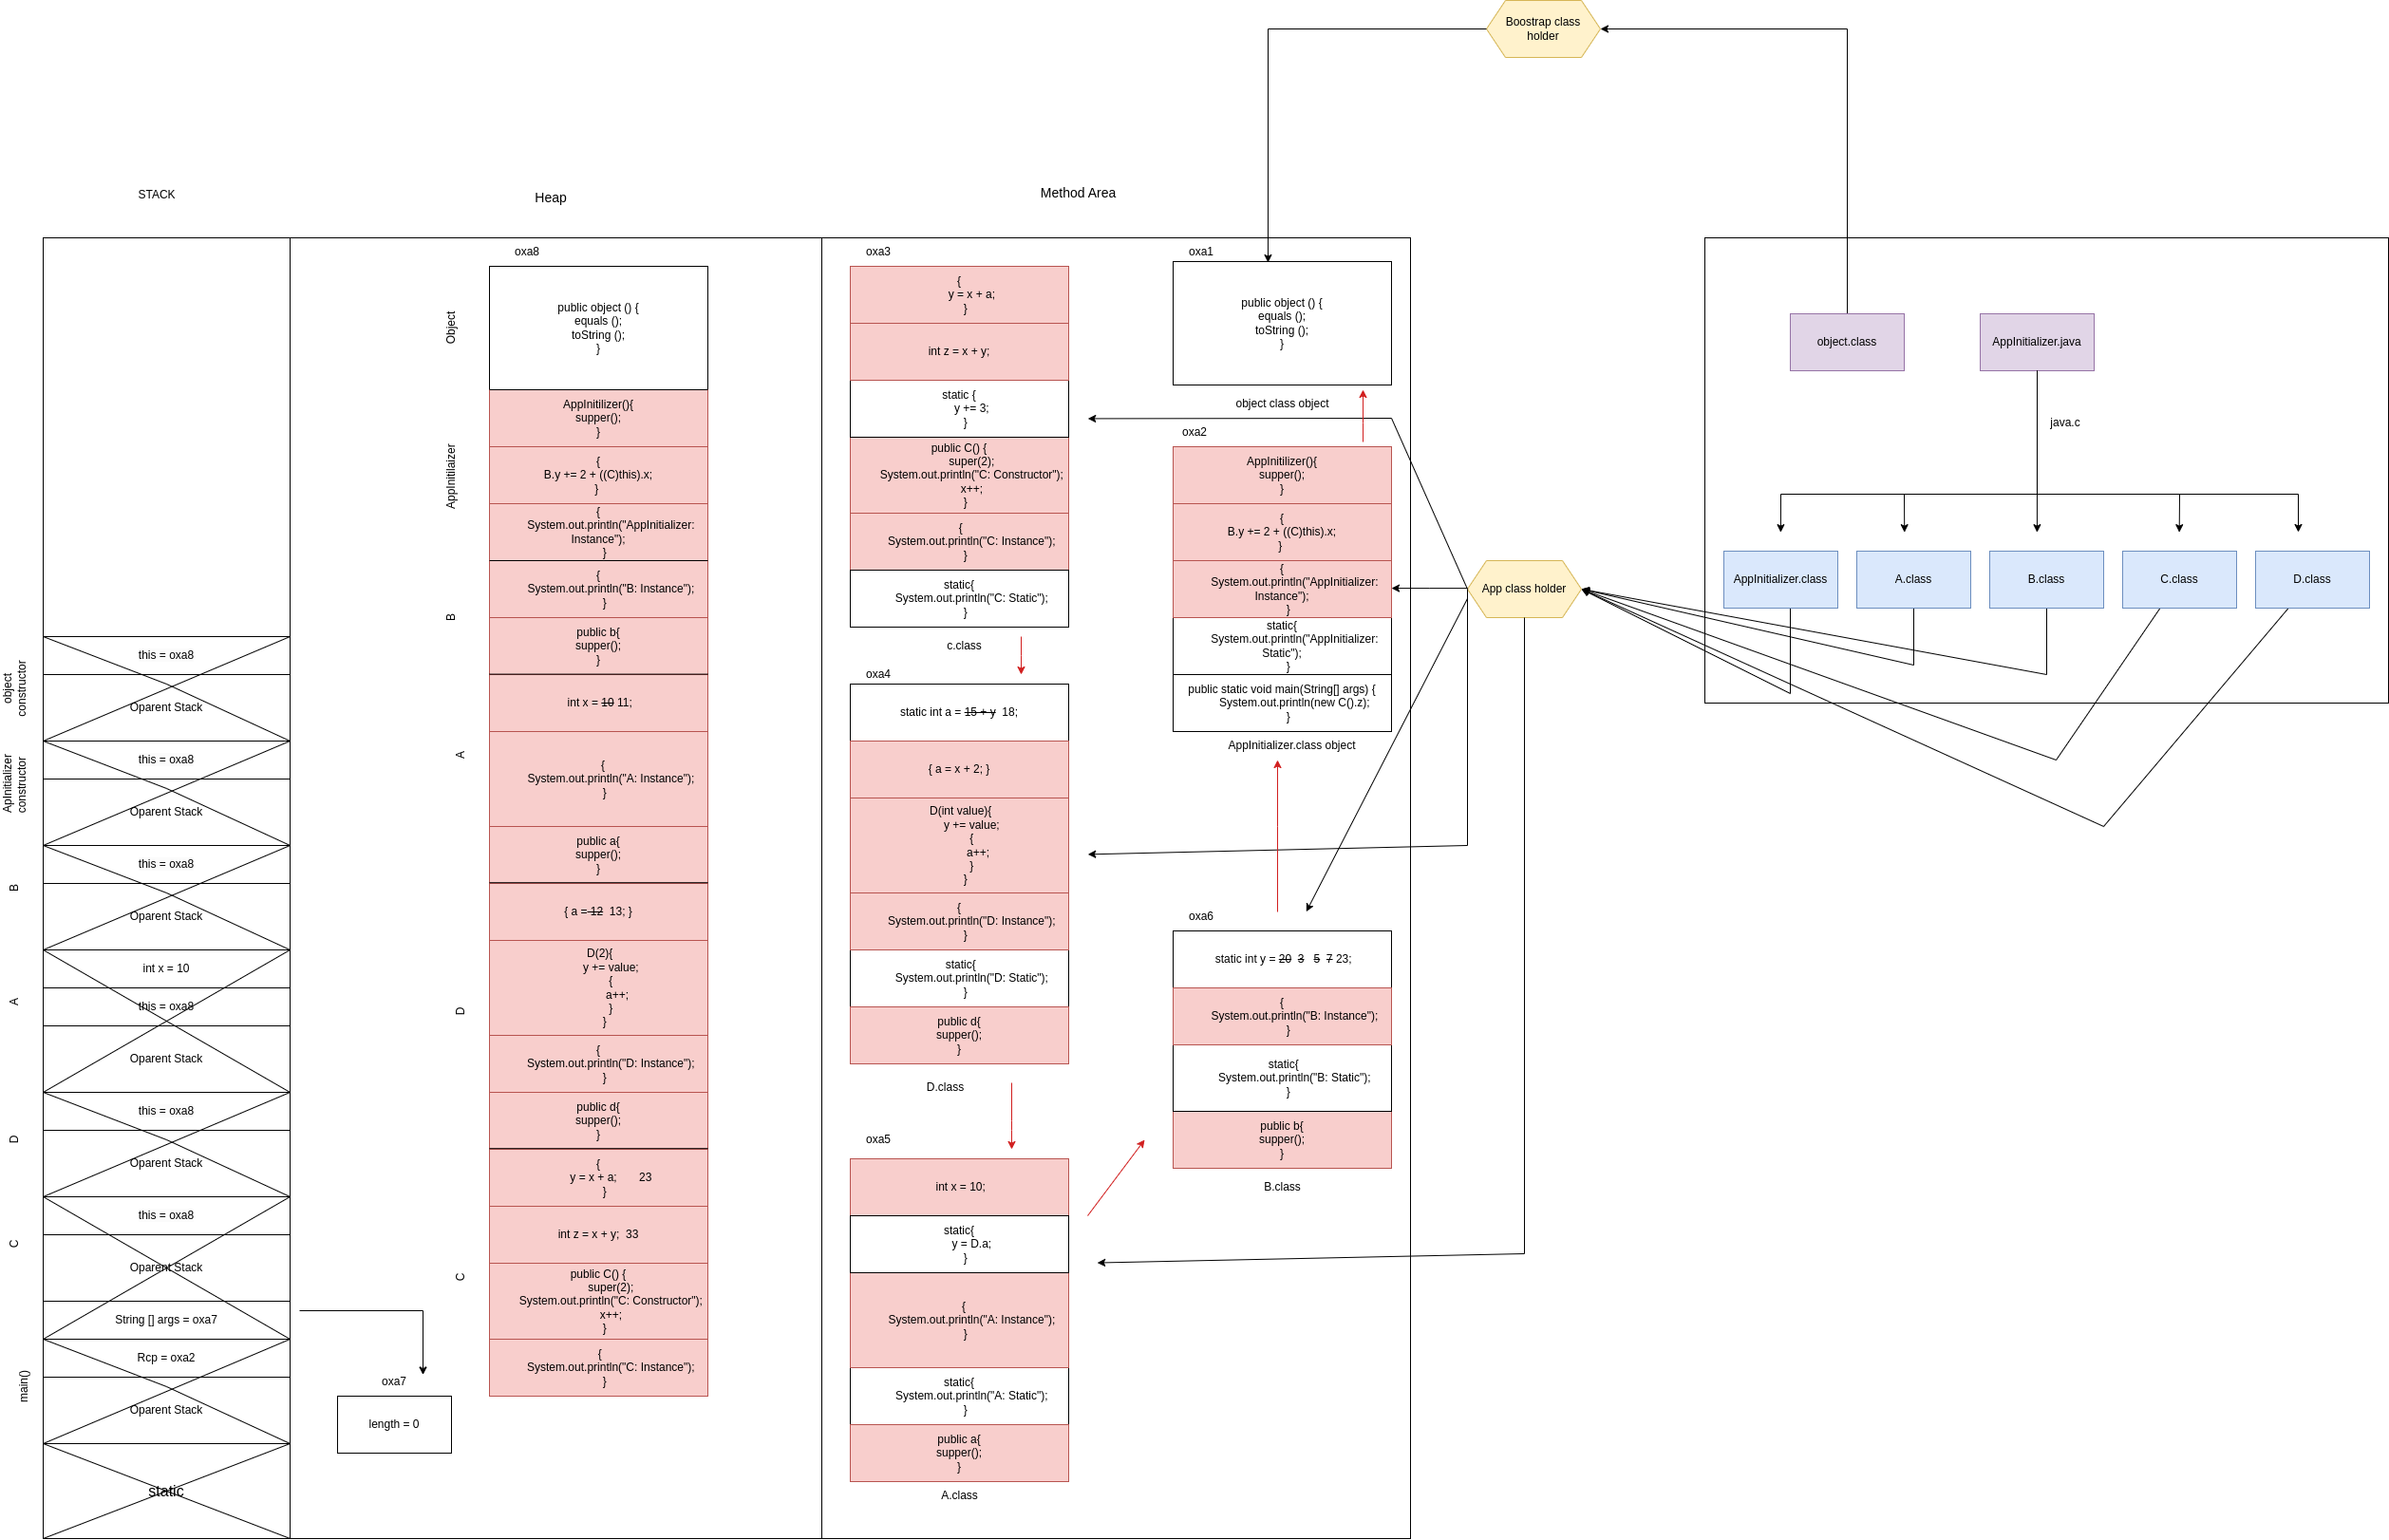 Boostrap class
holder
STACK
Heap
Method Area
object
constructor
ApInitializer
constructor
B
A
D
C
main()
this = oxa8
Oparent Stack
this = oxa8
Oparent Stack
this = oxa8
Oparent Stack
int x = 10
this = oxa8
Oparent Stack
this = oxa8
Oparent Stack
this = oxa8
Oparent Stack
String [] args = oxa7
Rcp = oxa2
Oparent Stack
static
oxa7
length = 0
Object
AppInitilaizer
B
A
D
C
oxa8
public object () {
equals ();
toString ();
}
AppInitilizer(){
supper();
}
{
B.y += 2 + ((C)this).x;
}
{
System.out.println("AppInitializer:
Instance");
}
{
System.out.println("B: Instance");
}
public b{
supper();
}
int x = 10 11;
{
System.out.println("A: Instance");
}
public a{
supper();
}
{ a = 12 13; }
D(2){
y += value;
{
a++;
}
}
{
System.out.println("D: Instance");
}
public d{
supper();
}
{
y = x + a; 23
}
int z = x + y; 33
public C() {
super(2);
System.out.println("C: Constructor");
x++;
}
{
System.out.println("C: Instance");
}
oxa3
{
y = x + a;
}
int z = x + y;
static {
y += 3;
}
public C() {
super(2);
System.out.println("C: Constructor");
x++;
}
{
System.out.println("C: Instance");
}
static{
System.out.println("C: Static");
}
c.class
oxa4
static int a = 15 + y 18;
{ a = x + 2; }
D(int value){
y += value;
{
a++;
}
}
{
System.out.println("D: Instance");
}
static{
System.out.println("D: Static");
}
public d{
supper();
}
D.class
oxa5
int x = 10;
static{
y = D.a;
}
{
System.out.println("A: Instance");
}
static{
System.out.println("A: Static");
}
public a{
supper();
}
A.class
oxa1
public object () {
equals ();
toString ();
}
object class object
oxa2
AppInitilizer(){
supper();
}
{
B.y += 2 + ((C)this).x;
}
{
System.out.println("AppInitializer:
Instance");
}
static{
System.out.println("AppInitializer:
Static");
}
public static void main(String[] args) {
System.out.println(new C().z);
}
AppInitializer.class object
oxa6
static int y = 20 3 5 7 23;
{
System.out.println("B: Instance");
}
static{
System.out.println("B: Static");
}
public b{
supper();
}
B.class
App class holder
object.class
AppInitializer.java
java.c
AppInitializer.class
A.class
B.class
C.class
D.class